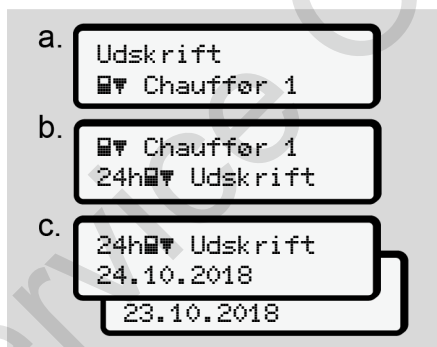 a.
Udskrift
Chauffør 1
b.
Chauffør 1
24h Udskrift
c.
24h Udskrift
24.10.2018
23.10.2018